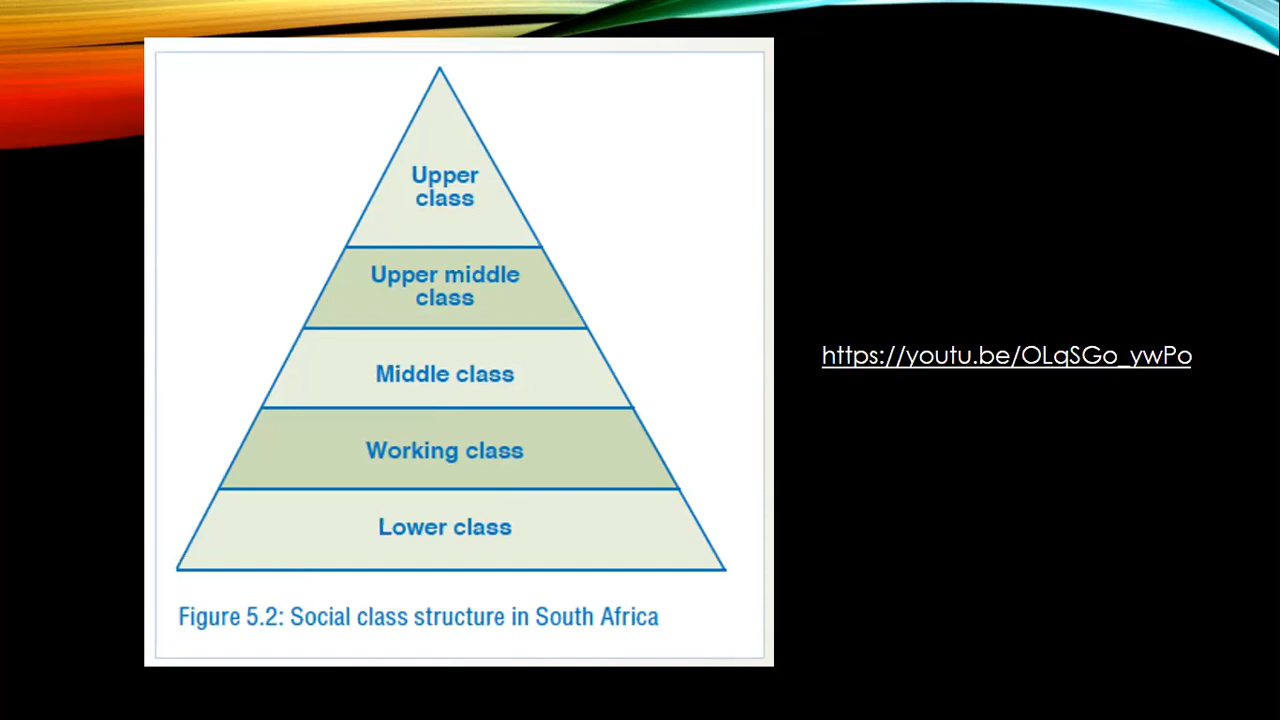 Upper
class
Upper middle
class
Middle class
Working class
Lower class
Figure 5.2: Social class structure in South Africa
https://youtu.be/OLqSGo_ywPo